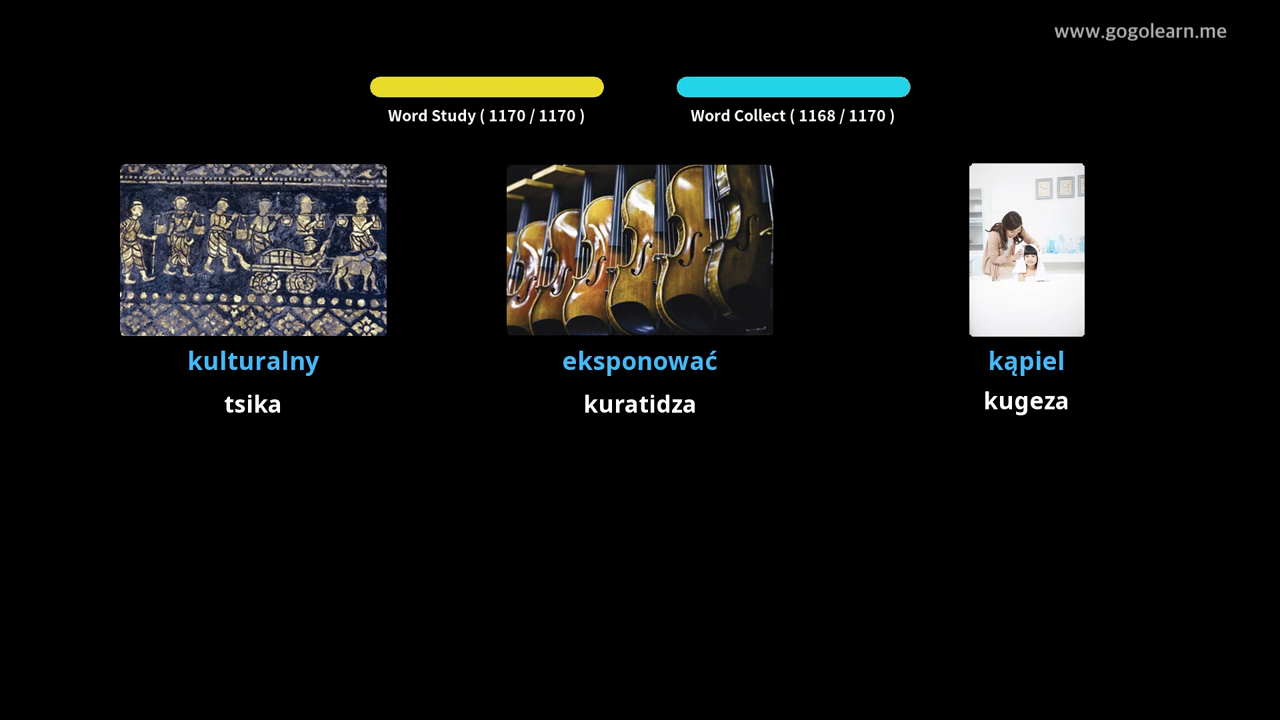 www.gogolearn.me
Word Study ( 1170 / 1170 )
Word Collect ( 1168 / 1170 )
kulturalny
eksponować
kąpiel
tsika
kuratidza
kugeza